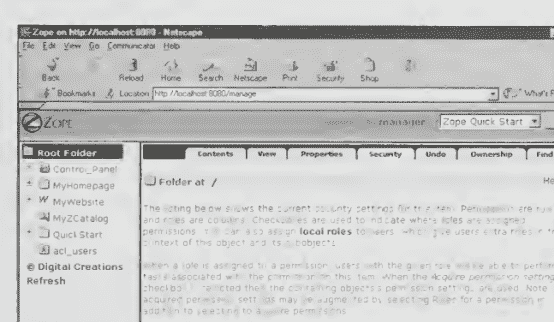 Zope on http://localhost:8080 - Netscape
File Edit View Go Communicator Help
Back Reload Home Search Netscape Print Security Shop
Bookmarks Location http://localhost:8080/manage What's R
Zope manager Zope Quick Start
Root Folder
Contents View Properties Security Undo Ownership Find
Control_Panel
MyHomepage
MyWebsite
MyZCatalog
Quick Start
acl_users
© Digital Creations
Refresh
Folder at /
He
The listing below shows the current security settings for this item. Permissions are row
and roles are columns. Checkboxes are used to indicate where roles are assigned
permissions. You can also assign local roles to users, which give users extra roles in the
context of this object and its subobjects.
When a role is assigned to a permission, users with the given role will be able to perform
tasks associated with the permission on this item. When the Acquire permission setting
checkbox is selected then the containing object's permission settings are used. Note
acquired permission settings may be augmented by selecting Roles for a permission in
addition to selecting to acquire permissions